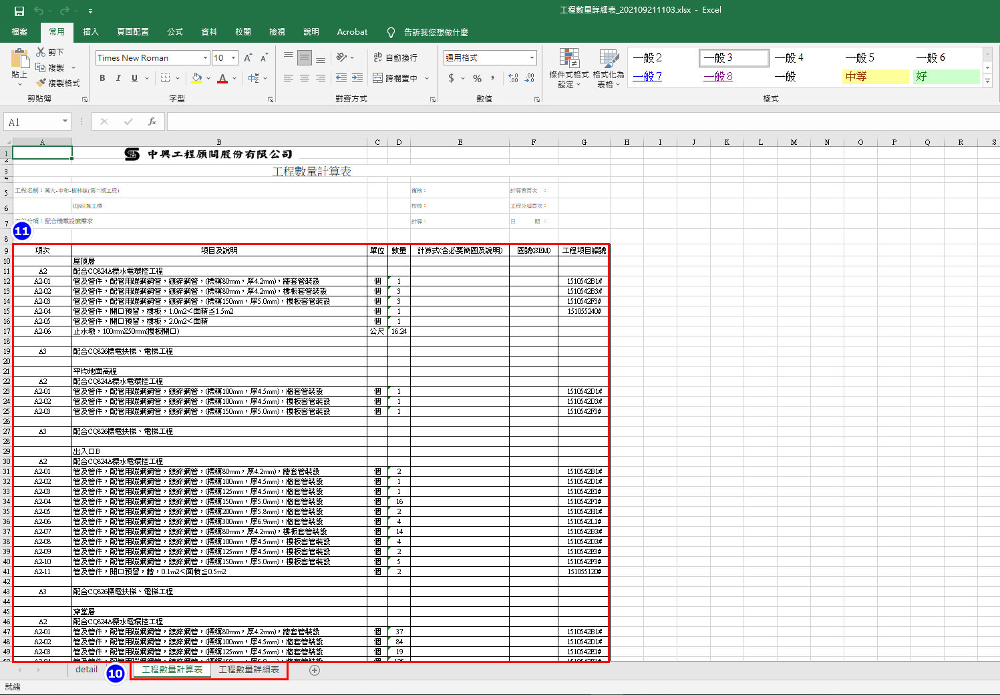 工程數量詳細表_202109211103.xlsx - Excel
檔案 常用 插入 頁面配置 公式 資料 校閱 檢視 說明 Acrobat 告訴我您想做什麼
貼上 剪下 複製 複製格式 剪貼簿
Times New Roman 10 B I U 字型
自動換行 跨欄置中 對齊方式
通用格式 $ % , 數值
條件式格式設定 格式化為表格
一般 2 一般 3 一般 4 一般 5 一般 6
一般 7 一般 8 一般 中等 好
樣式
A1 fx
A B C D E F G H I J K L M N O P Q R S
1 中興工程顧問股份有限公司
2
3 工程數量計算表
4
5 工程名稱：萬大-中和-樹林線(第二期工程) 複核： 計算書頁次 ：
6 CQ881施工標 校核： 工程分項頁次：
7 工程分項：配合機電設施需求 計算： 日 期 ：
11
8
9 項次 項目及說明 單位 數量 計算式(含必要簡圖及說明) 圖號(SEM) 工程項目編號
10 屋頂層
11 A2 配合CQ824A標水電環控工程
12 A2-01 管及管件，配管用碳鋼鋼管，鍍鋅鋼管，(標稱80mm，厚4.2mm)，牆套管裝設 個 1 1510542B1#
13 A2-02 管及管件，配管用碳鋼鋼管，鍍鋅鋼管，(標稱80mm，厚4.2mm)，樓板套管裝設 個 3 1510542B3#
14 A2-03 管及管件，配管用碳鋼鋼管，鍍鋅鋼管，(標稱150mm，厚5.0mm)，樓板套管裝設 個 3 1510542F3#
15 A2-04 管及管件，開口預留，樓板，1.0m2＜面積≦1.5m2 個 1 151055240#
16 A2-05 管及管件，開口預留，樓板，2.0m2＜面積 個 1
17 A2-06 止水墩，100mmX50mm(樓板開口) 公尺 16.24
18
19 A3 配合CQ826標電扶梯、電梯工程
20
21 平均地面高程
22 A2 配合CQ824A標水電環控工程
23 A2-01 管及管件，配管用碳鋼鋼管，鍍鋅鋼管，(標稱100mm，厚4.5mm)，牆套管裝設 個 1 1510542D1#
24 A2-02 管及管件，配管用碳鋼鋼管，鍍鋅鋼管，(標稱100mm，厚4.5mm)，樓板套管裝設 個 1 1510542D3#
25 A2-03 管及管件，配管用碳鋼鋼管，鍍鋅鋼管，(標稱150mm，厚5.0mm)，樓板套管裝設 個 1 1510542F3#
26
27 A3 配合CQ826標電扶梯、電梯工程
28
29 出入口B
30 A2 配合CQ824A標水電環控工程
31 A2-01 管及管件，配管用碳鋼鋼管，鍍鋅鋼管，(標稱80mm，厚4.2mm)，牆套管裝設 個 2 1510542B1#
32 A2-02 管及管件，配管用碳鋼鋼管，鍍鋅鋼管，(標稱100mm，厚4.5mm)，牆套管裝設 個 1 1510542D1#
33 A2-03 管及管件，配管用碳鋼鋼管，鍍鋅鋼管，(標稱125mm，厚4.5mm)，牆套管裝設 個 1 1510542E1#
34 A2-04 管及管件，配管用碳鋼鋼管，鍍鋅鋼管，(標稱150mm，厚5.0mm)，牆套管裝設 個 16 1510542F1#
35 A2-05 管及管件，配管用碳鋼鋼管，鍍鋅鋼管，(標稱200mm，厚5.8mm)，牆套管裝設 個 2 1510542H1#
36 A2-06 管及管件，配管用碳鋼鋼管，鍍鋅鋼管，(標稱300mm，厚6.9mm)，牆套管裝設 個 4 1510542L1#
37 A2-07 管及管件，配管用碳鋼鋼管，鍍鋅鋼管，(標稱80mm，厚4.2mm)，樓板套管裝設 個 14 1510542B3#
38 A2-08 管及管件，配管用碳鋼鋼管，鍍鋅鋼管，(標稱100mm，厚4.5mm)，樓板套管裝設 個 4 1510542D3#
39 A2-09 管及管件，配管用碳鋼鋼管，鍍鋅鋼管，(標稱125mm，厚4.5mm)，樓板套管裝設 個 2 1510542E3#
40 A2-10 管及管件，配管用碳鋼鋼管，鍍鋅鋼管，(標稱150mm，厚5.0mm)，樓板套管裝設 個 5 1510542F3#
41 A2-11 管及管件，開口預留，牆，0.1m2＜面積≦0.5m2 個 2 151055120#
42
43 A3 配合CQ826標電扶梯、電梯工程
44
45 穿堂層
46 A2 配合CQ824A標水電環控工程
47 A2-01 管及管件，配管用碳鋼鋼管，鍍鋅鋼管，(標稱80mm，厚4.2mm)，牆套管裝設 個 37 1510542B1#
48 A2-02 管及管件，配管用碳鋼鋼管，鍍鋅鋼管，(標稱100mm，厚4.5mm)，牆套管裝設 個 84 1510542D1#
49 A2-03 管及管件，配管用碳鋼鋼管，鍍鋅鋼管，(標稱125mm，厚4.5mm)，牆套管裝設 個 19 1510542E1#
detail 10 工程數量計算表 工程數量詳細表
就緒